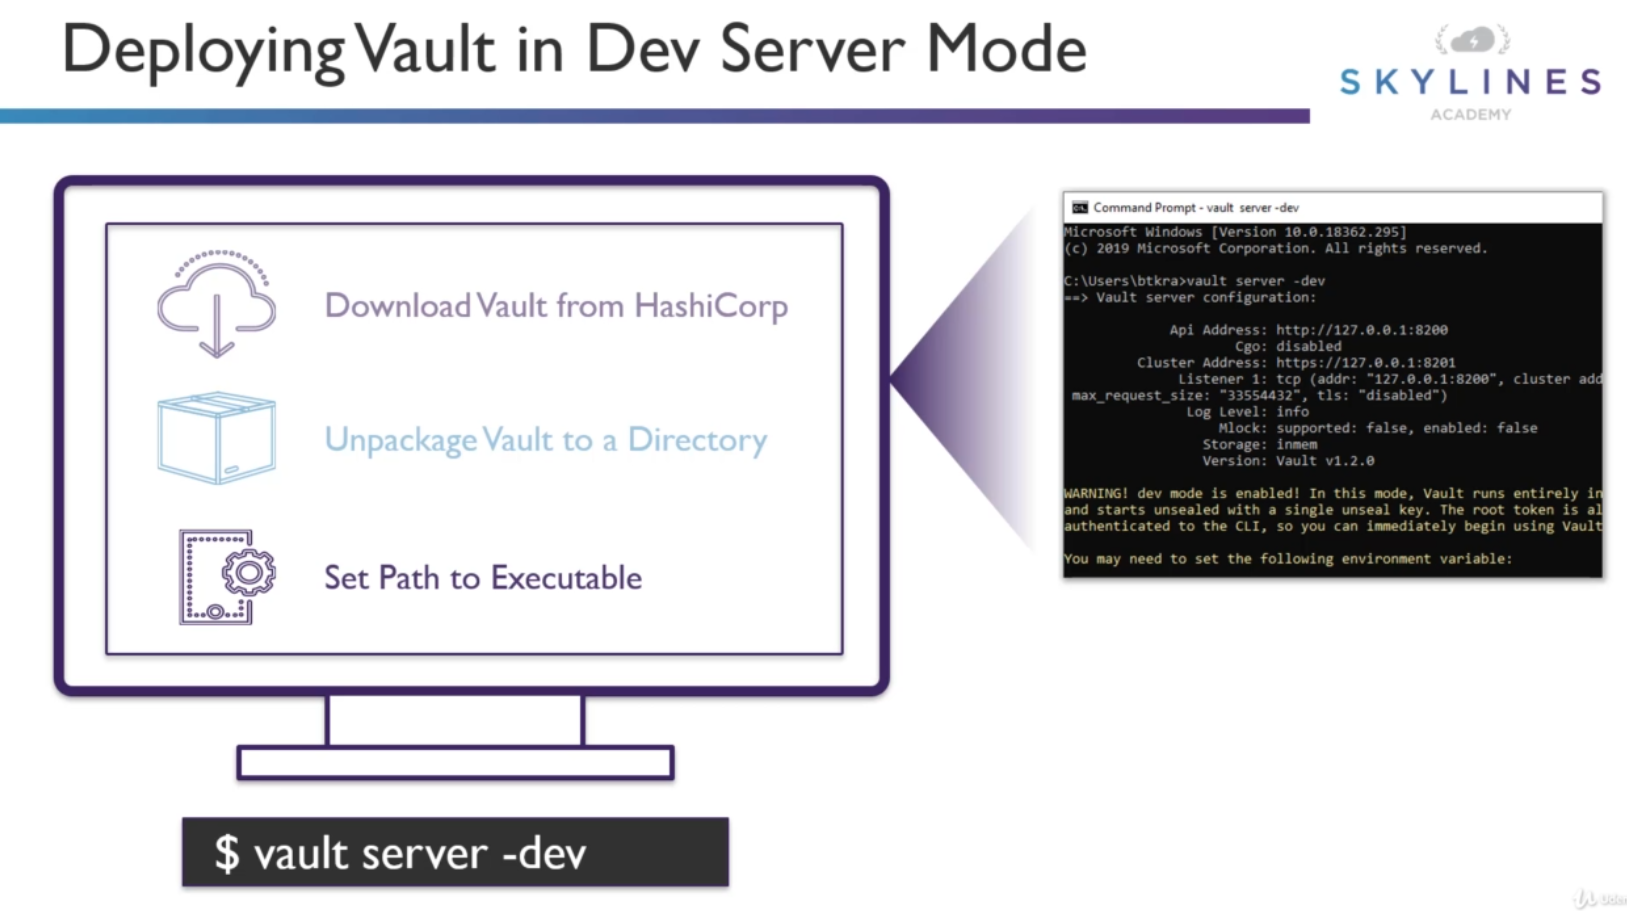 Deploying Vault in Dev Server Mode
SKYLINES
ACADEMY
Download Vault from HashiCorp
Unpackage Vault to a Directory
Set Path to Executable
$ vault server -dev
Command Prompt - vault server -dev
Microsoft Windows [Version 10.0.18362.295]
(c) 2019 Microsoft Corporation. All rights reserved.
C:\Users\btkra>vault server -dev
==> Vault server configuration:
Api Address: http://127.0.0.1:8200
Cgo: disabled
Cluster Address: https://127.0.0.1:8201
Listener 1: tcp (addr: "127.0.0.1:8200", cluster add
max_request_size: "33554432", tls: "disabled")
Log Level: info
Mlock: supported: false, enabled: false
Storage: inmem
Version: Vault v1.2.0
WARNING! dev mode is enabled! In this mode, Vault runs entirely in
and starts unsealed with a single unseal key. The root token is al
authenticated to the CLI, so you can immediately begin using Vault
You may need to set the following environment variable: